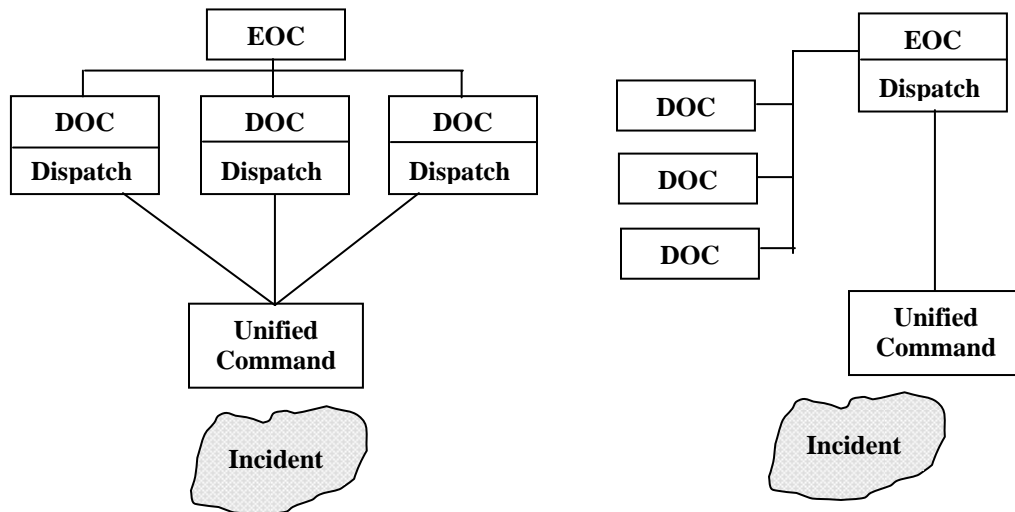 EOC
DOC
Dispatch
DOC
Dispatch
DOC
Dispatch
Unified
Command
Incident
EOC
Dispatch
DOC
DOC
DOC
Unified
Command
Incident